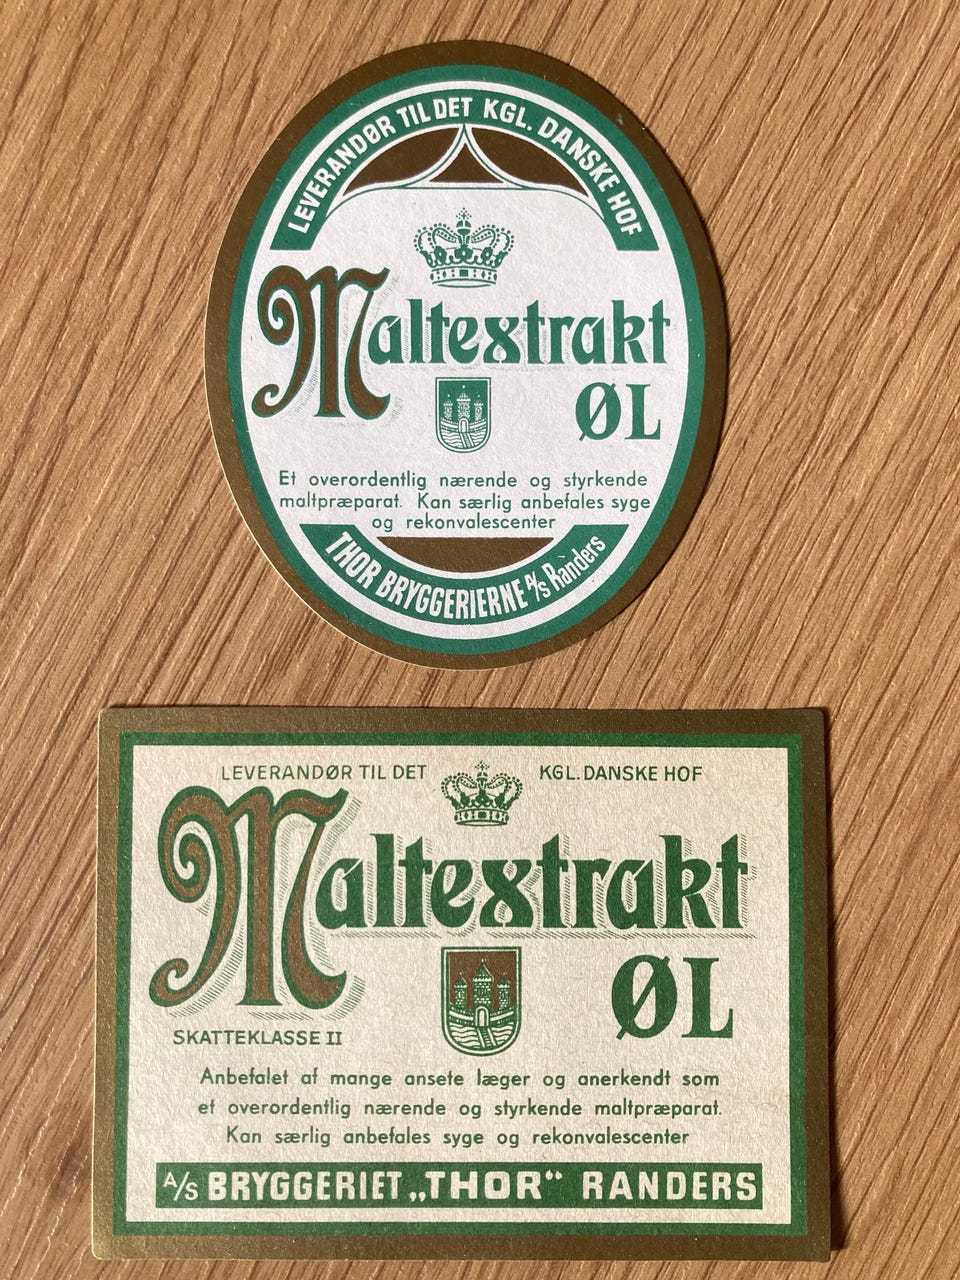 LEVERANDØR TIL DET KGL. DANSKE HOF
Maltextrakt
ØL
Et overordentlig nærende og styrkende
maltpræparat. Kan særlig anbefales syge
og rekonvalescenter
THOR BRYGGERIERNE A/S Randers
LEVERANDØR TIL DET KGL. DANSKE HOF
Maltextrakt
ØL
SKATTEKLASSE II
Anbefalet af mange ansete læger og anerkendt som
et overordentlig nærende og styrkende maltpræparat.
Kan særlig anbefales syge og rekonvalescenter
A/S BRYGGERIET „THOR“ RANDERS